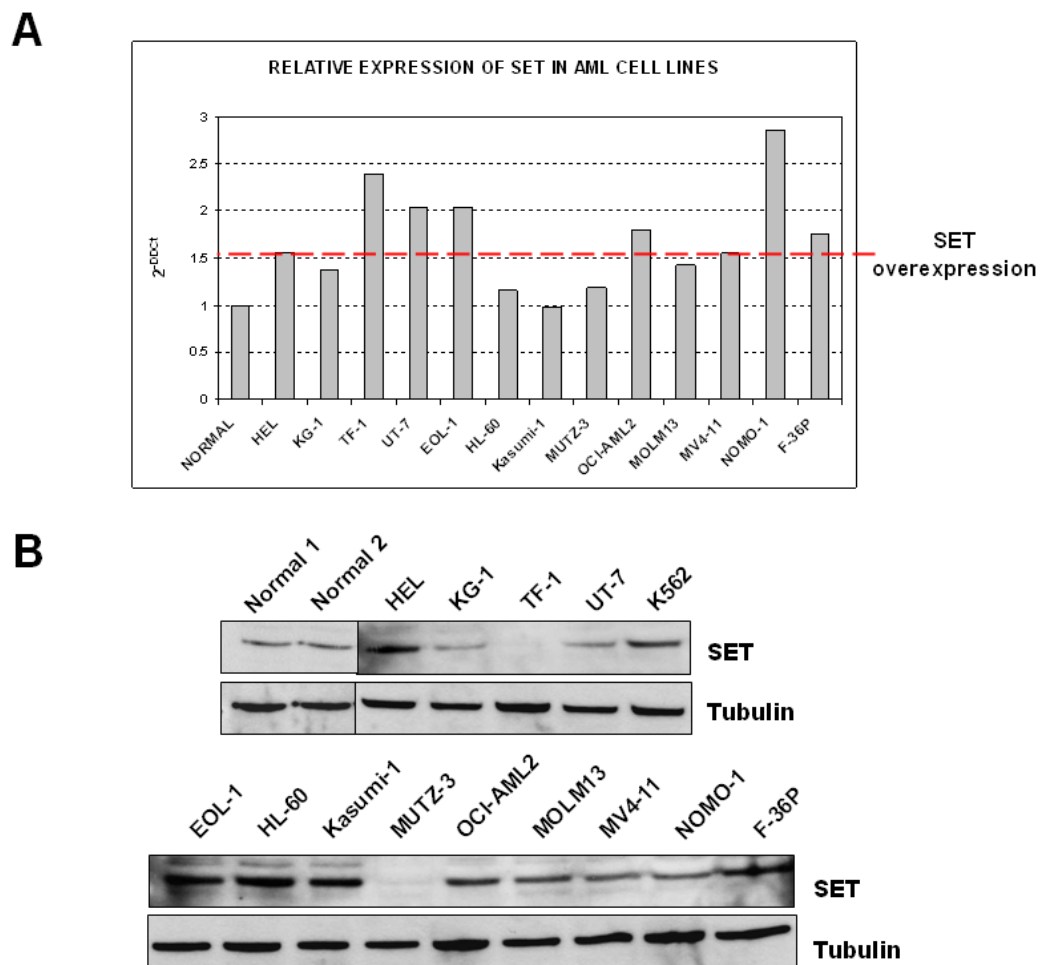 A
RELATIVE EXPRESSION OF SET IN AML CELL LINES
3
2.5
2
1.5
1
0.5
0
2^-DDCt
NORMAL
HEL
KG-1
TF-1
UT-7
EOL-1
HL-60
Kasumi-1
MUTZ-3
OCI-AML2
MOLM13
MV4-11
NOMO-1
F-36P
SET
overexpression
B
Normal 1
Normal 2
HEL
KG-1
TF-1
UT-7
K562
SET
Tubulin
EOL-1
HL-60
Kasumi-1
MUTZ-3
OCI-AML2
MOLM13
MV4-11
NOMO-1
F-36P
SET
Tubulin